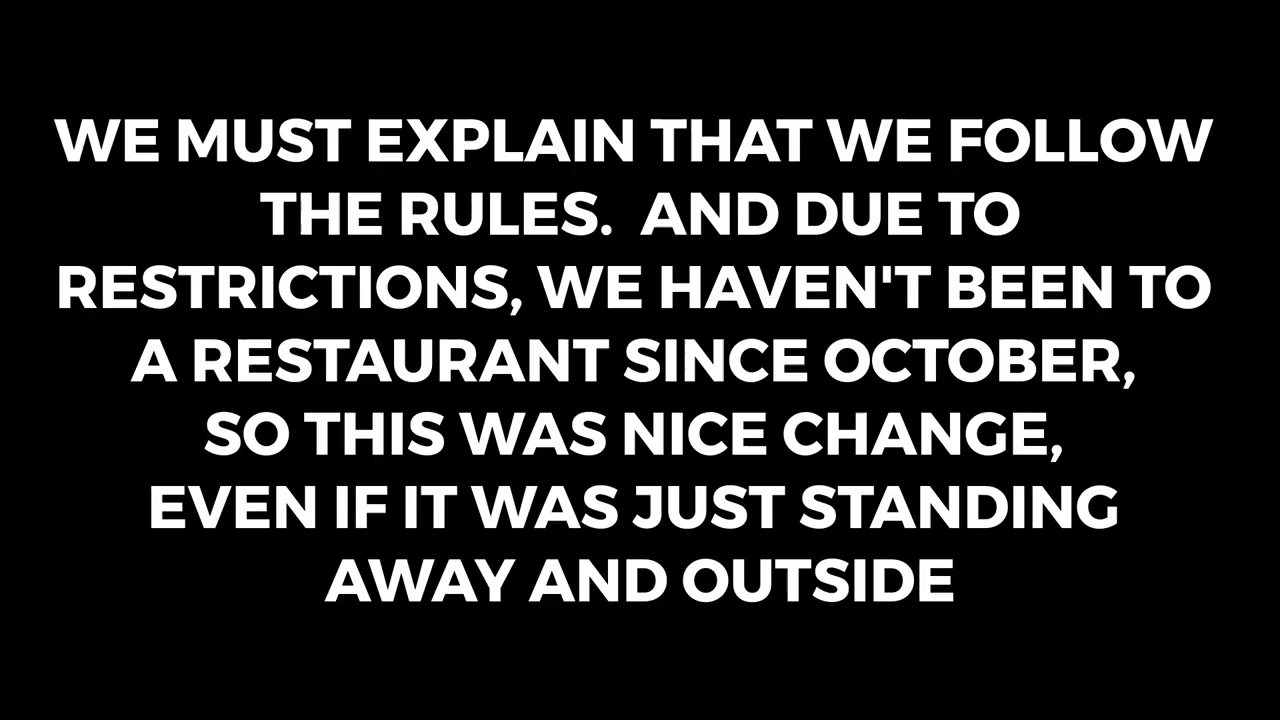 WE MUST EXPLAIN THAT WE FOLLOW
THE RULES.  AND DUE TO
RESTRICTIONS, WE HAVEN'T BEEN TO
A RESTAURANT SINCE OCTOBER,
SO THIS WAS NICE CHANGE,
EVEN IF IT WAS JUST STANDING
AWAY AND OUTSIDE